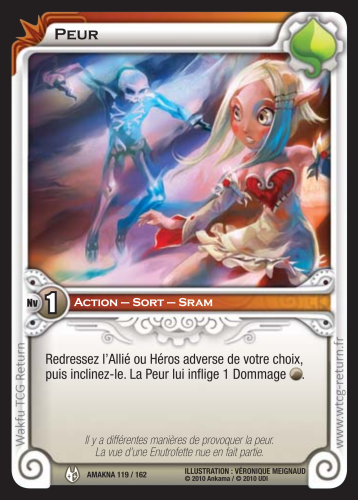 PEUR
Nv 1 ACTION – SORT – SRAM
Redressez l'Allié ou Héros adverse de votre choix,
puis inclinez-le. La Peur lui inflige 1 Dommage
Il y a différentes manières de provoquer la peur.
La vue d'une Enutrofette nue en fait partie.
AMAKNA 119 / 162
ILLUSTRATION : VÉRONIQUE MEIGNAUD
© 2010 Ankama / © 2010 UDI
Wakfu TCG Return
www.wtcg-return.fr